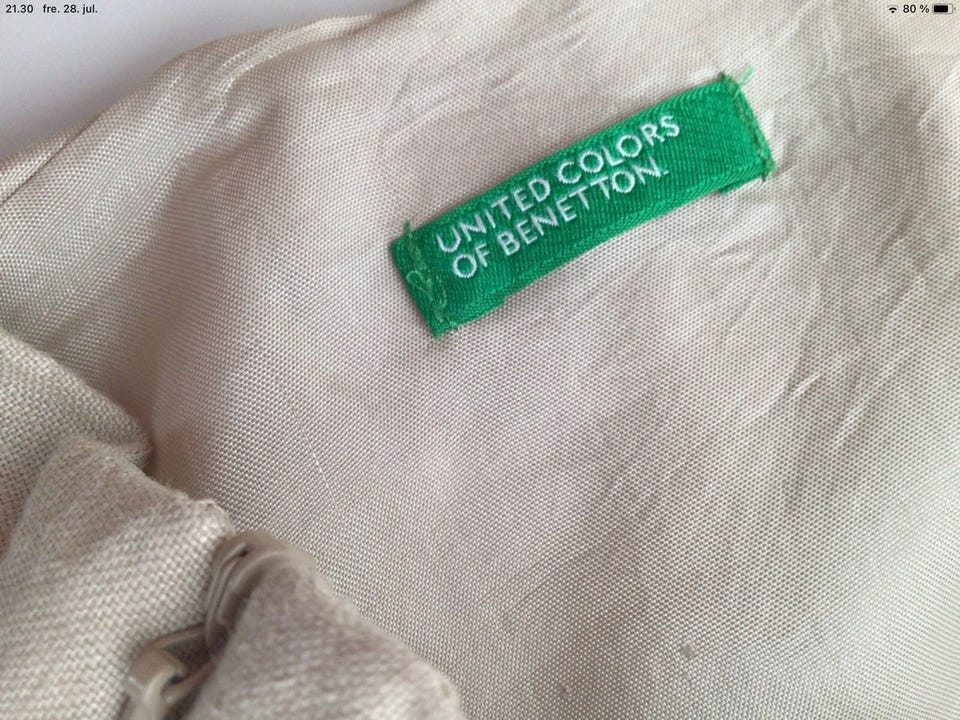 21.30 fre. 28. jul.
80 %
UNITED COLORS
OF BENETTON.